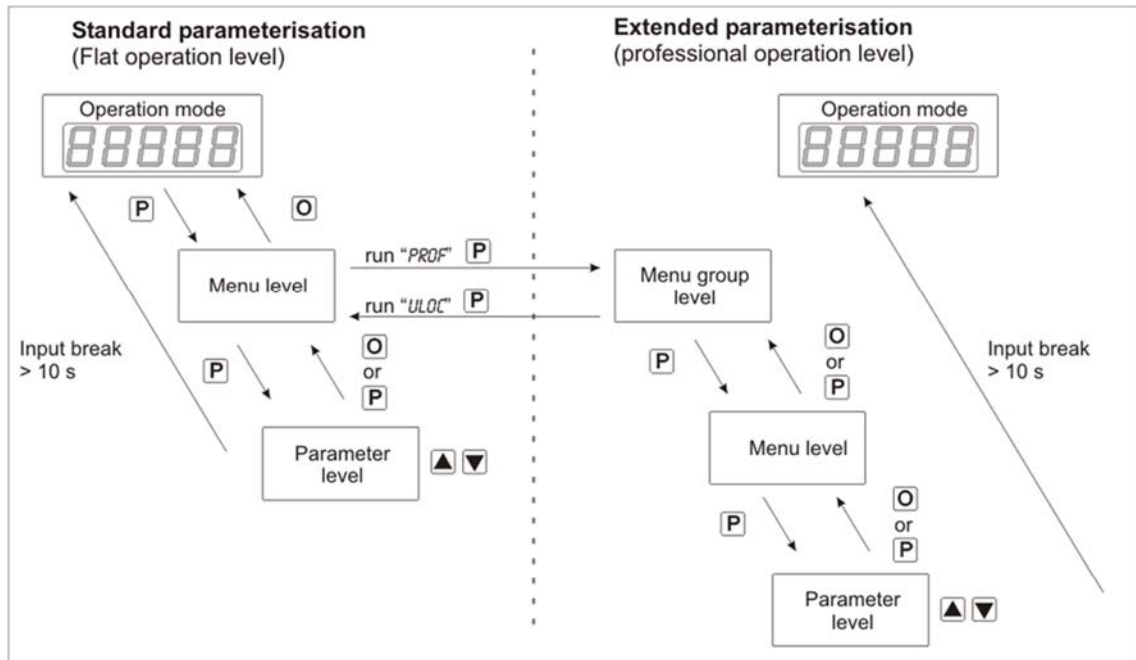 Standard parameterisation
(Flat operation level)
Operation mode
88888
P
O
Menu level
run "PROF" P
run "ULOC" P
Input break
> 10 s
P
O
or
P
Parameter
level
▲ ▼
Extended parameterisation
(professional operation level)
Operation mode
88888
Menu group
level
P
O
or
P
Input break
> 10 s
Menu level
P
O
or
P
Parameter
level
▲ ▼